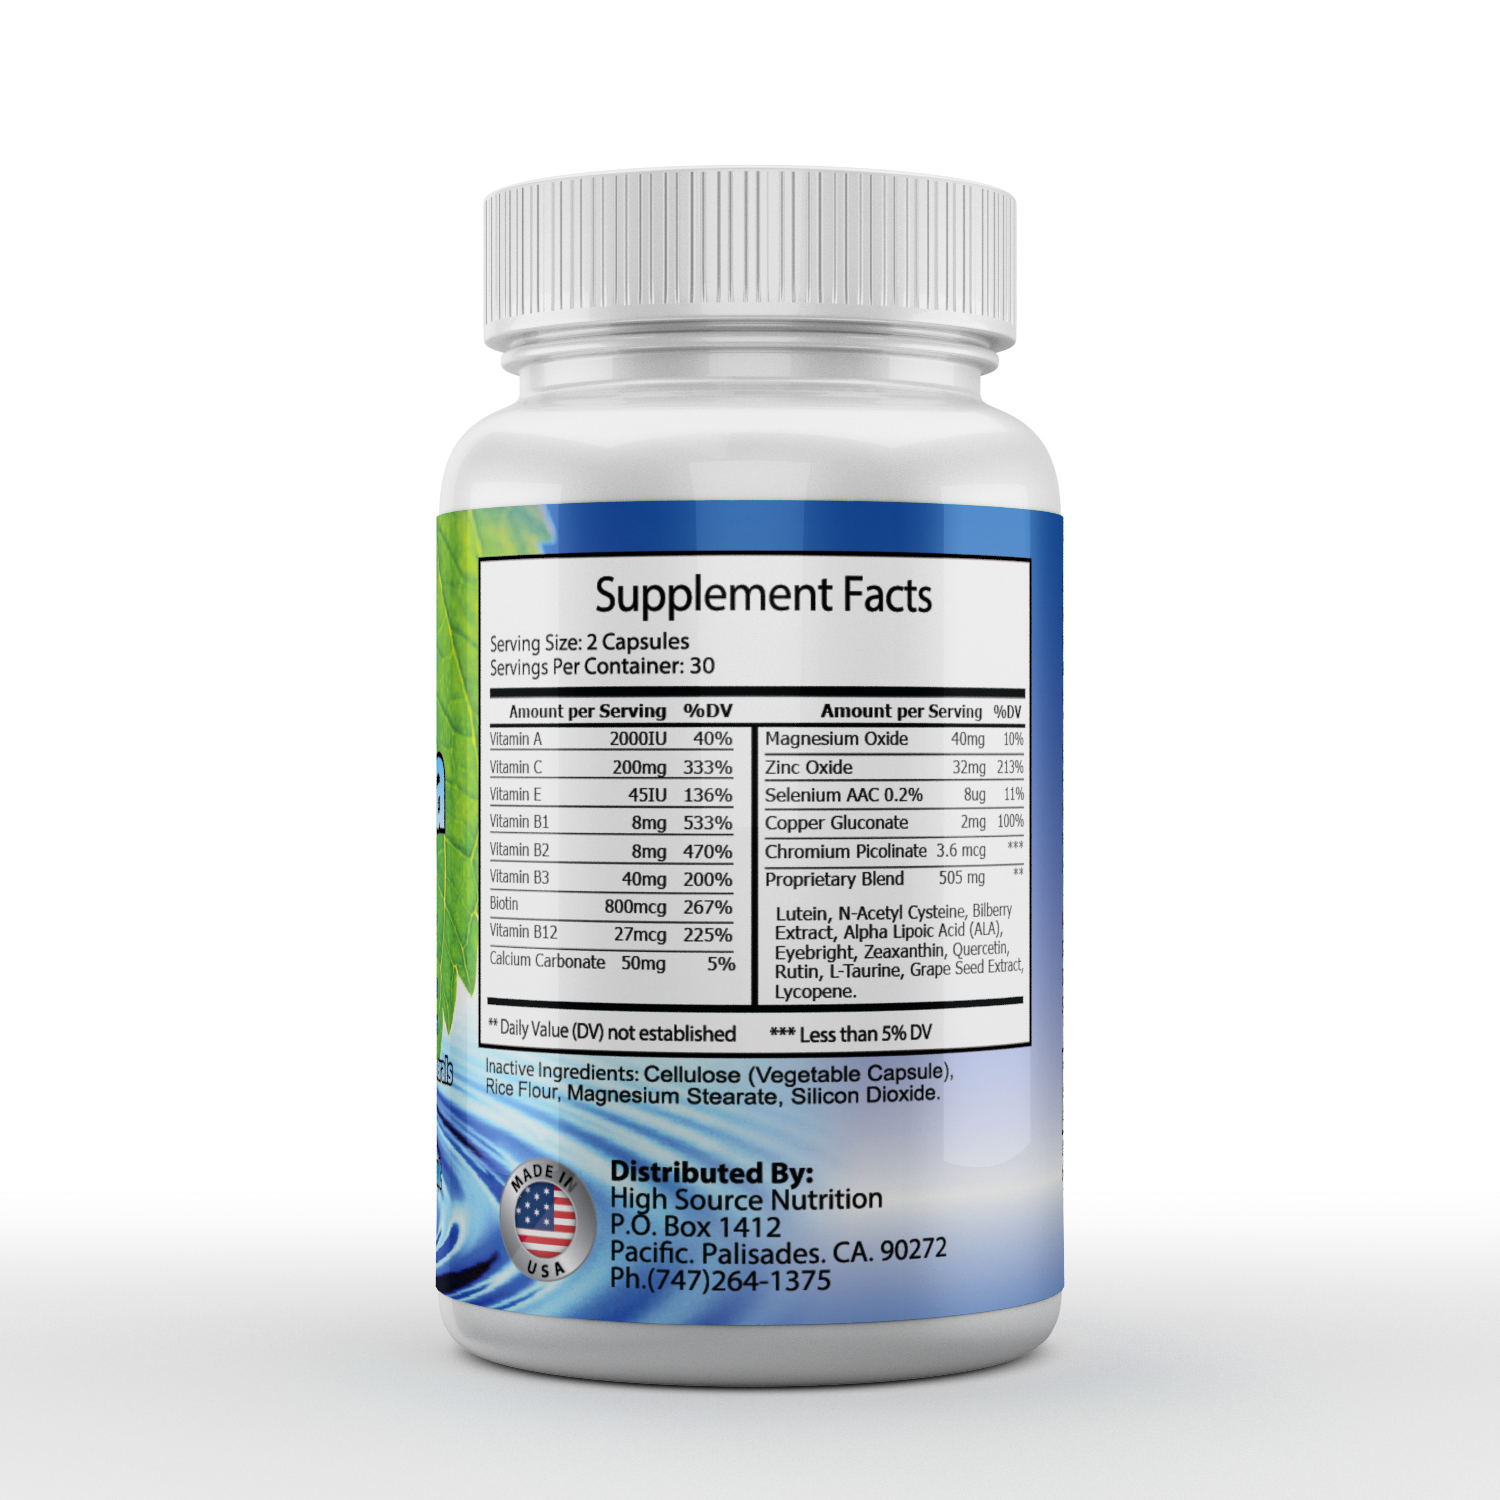 Supplement Facts
Serving Size: 2 Capsules
Servings Per Container: 30
Amount per Serving %DV
Vitamin A 2000IU 40%
Vitamin C 200mg 333%
Vitamin E 45IU 136%
Vitamin B1 8mg 533%
Vitamin B2 8mg 470%
Vitamin B3 40mg 200%
Biotin 800mcg 267%
Vitamin B12 27mcg 225%
Calcium Carbonate 50mg 5%
Amount per Serving %DV
Magnesium Oxide 40mg 10%
Zinc Oxide 32mg 213%
Selenium AAC 0.2% 8ug 11%
Copper Gluconate 2mg 100%
Chromium Picolinate 3.6 mcg ***
Proprietary Blend 505 mg **
Lutein, N-Acetyl Cysteine, Bilberry
Extract, Alpha Lipoic Acid (ALA),
Eyebright, Zeaxanthin, Quercetin,
Rutin, L-Taurine, Grape Seed Extract,
Lycopene.
** Daily Value (DV) not established *** Less than 5% DV
Inactive Ingredients: Cellulose (Vegetable Capsule),
Rice Flour, Magnesium Stearate, Silicon Dioxide.
MADE IN
USA
Distributed By:
High Source Nutrition
P.O. Box 1412
Pacific. Palisades. CA. 90272
Ph.(747)264-1375